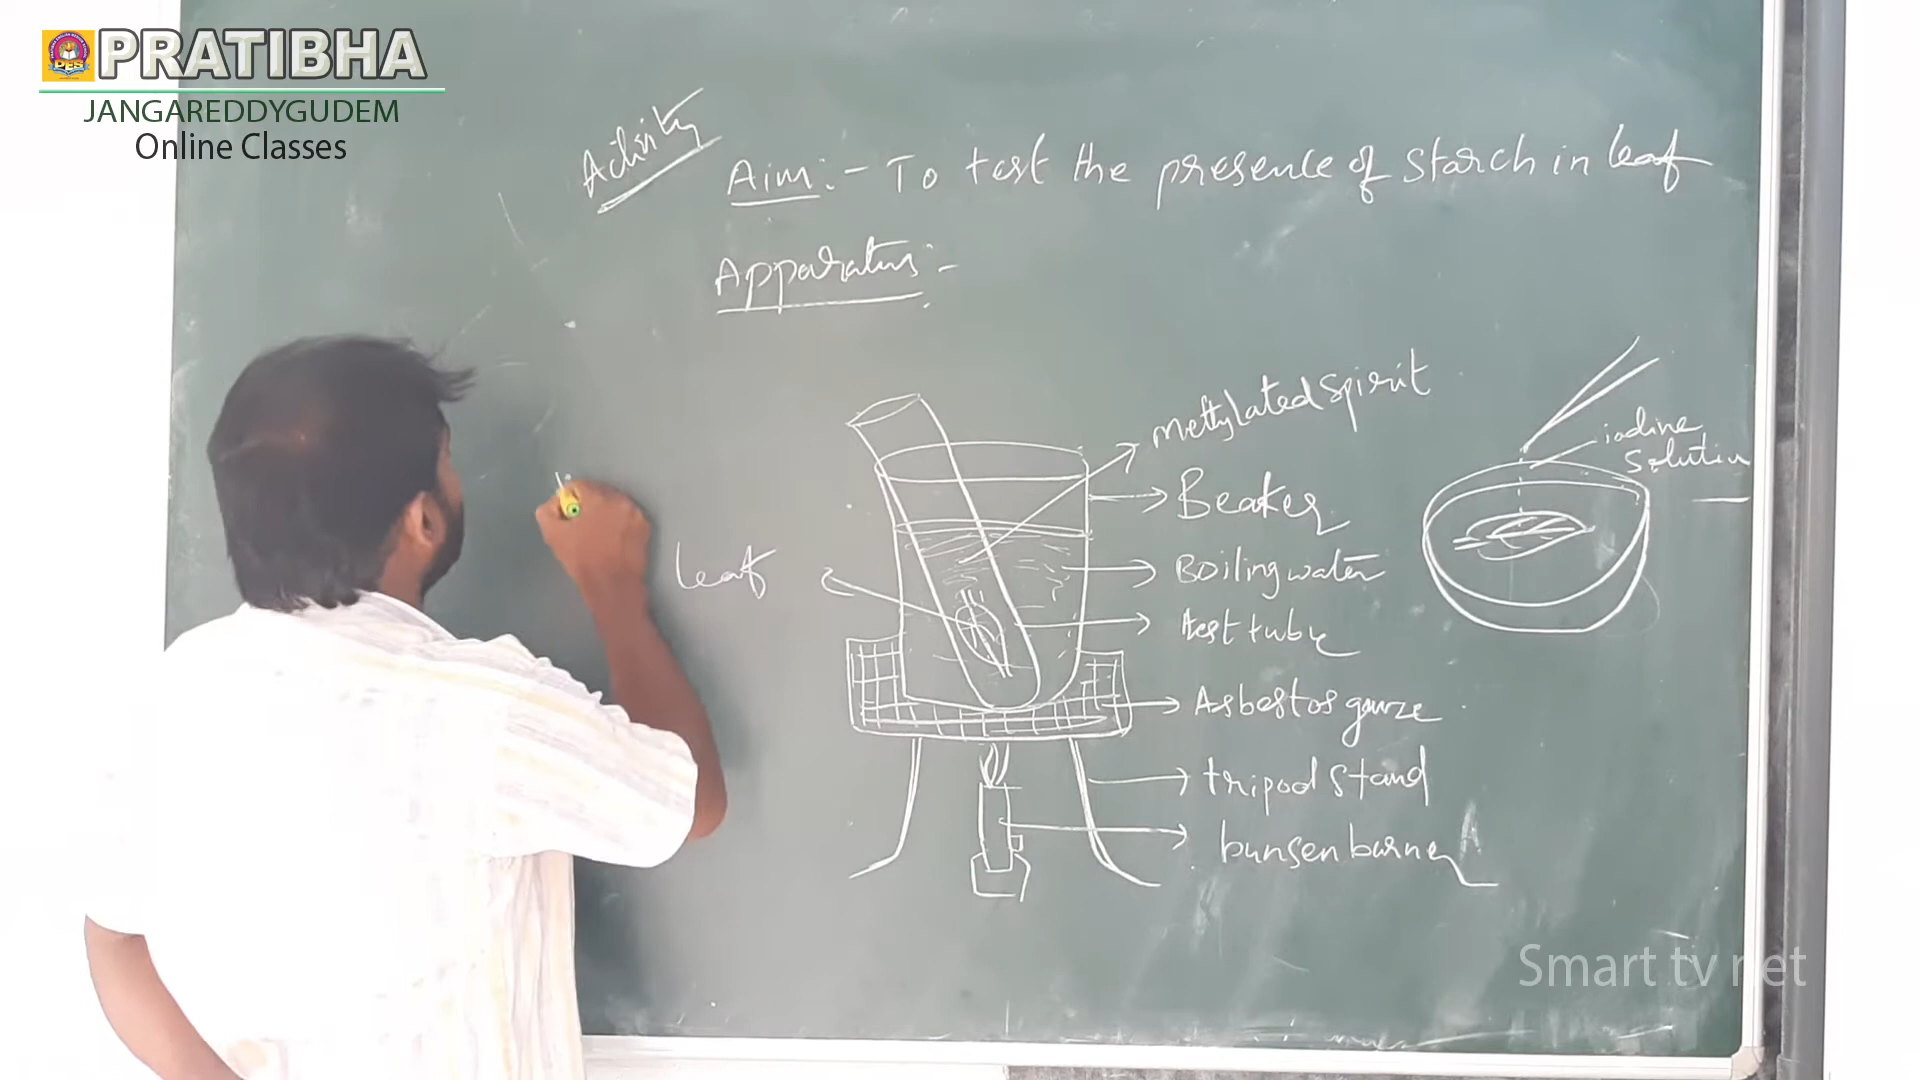 PRATIBHA
JANGAREDDYGUDEM
Online Classes
Activity
Aim:- To test the presence of starch in leaf
Apparatus:-
methylated spirit
iodine
solution
Beaker
Boiling water
leaf
test tube
Asbestos gauze
tripod stand
bunsen burner
Smart tv net
PES